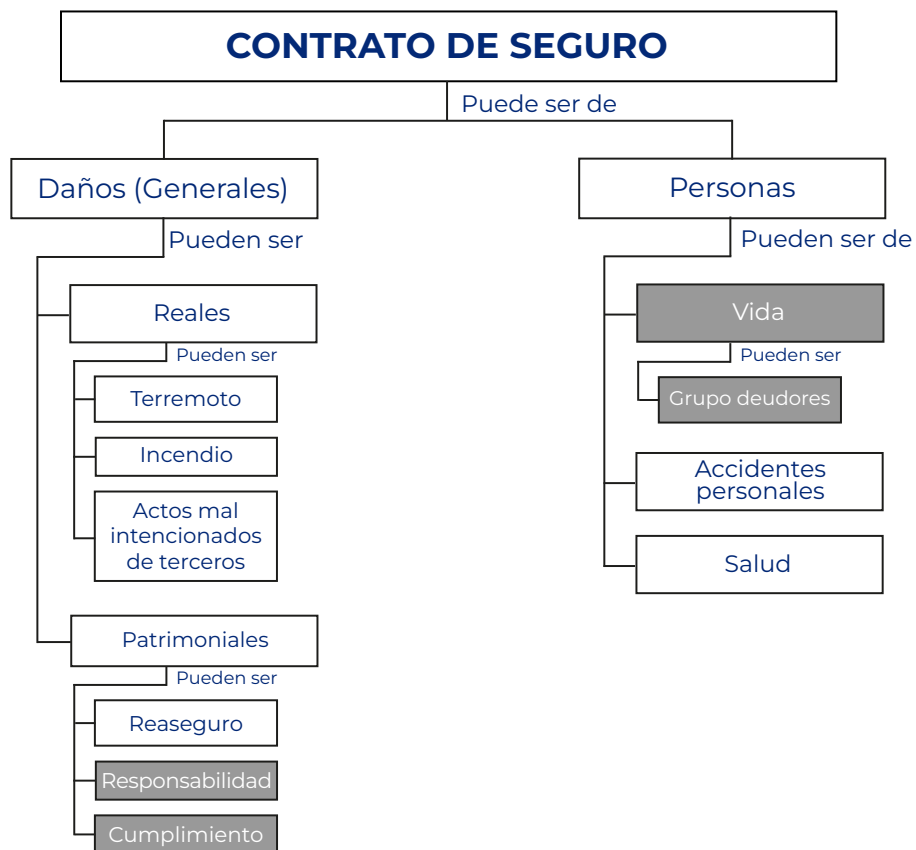 CONTRATO DE SEGURO
Puede ser de
Daños (Generales)
Pueden ser
Reales
Pueden ser
Terremoto
Incendio
Actos mal
intencionados
de terceros
Patrimoniales
Pueden ser
Reaseguro
Responsabilidad
Cumplimiento
Personas
Pueden ser de
Vida
Pueden ser
Grupo deudores
Accidentes
personales
Salud